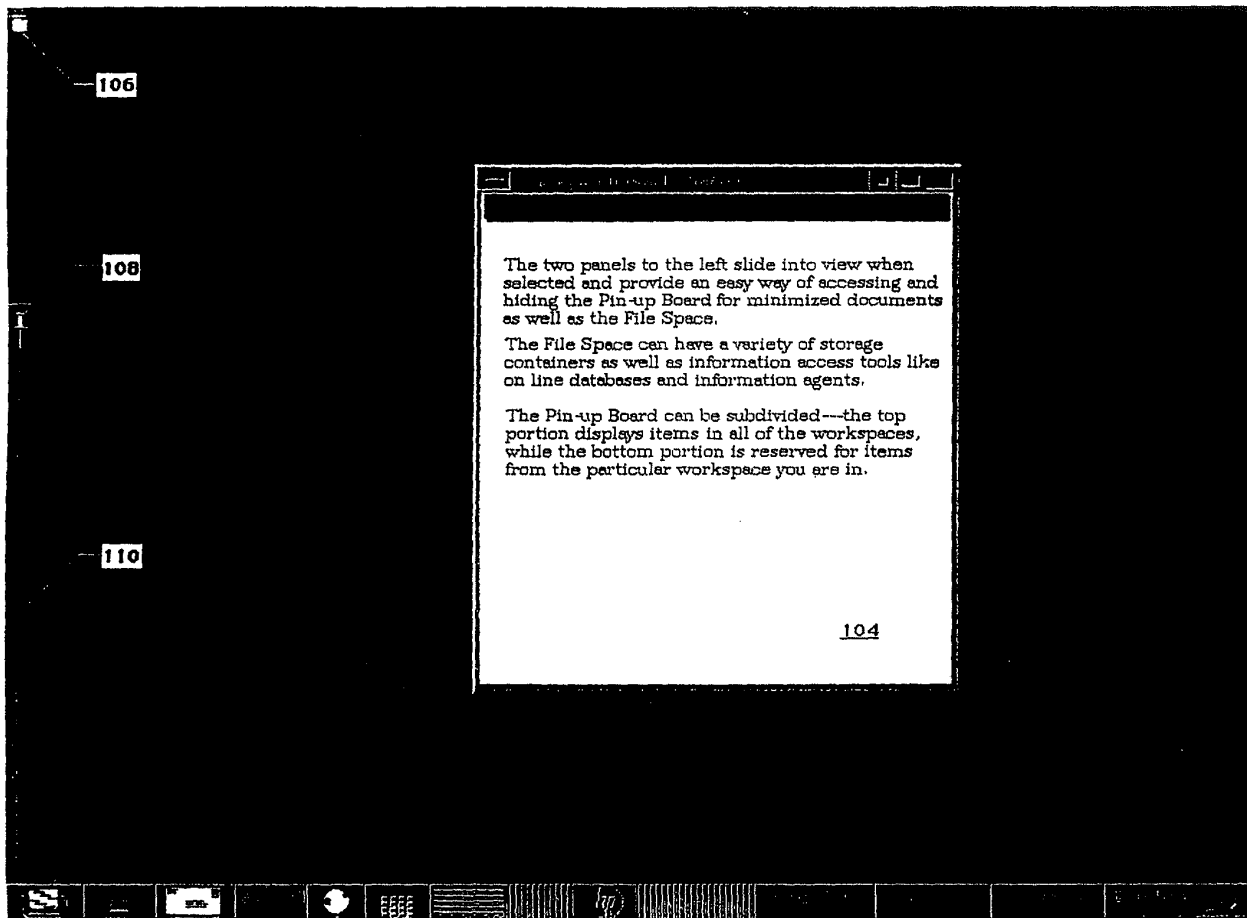 106
108
The two panels to the left slide into view when
selected and provide an easy way of accessing and
hiding the Pin-up Board for minimized documents
as well as the File Space.
The File Space can have a variety of storage
containers as well as information access tools like
on line databases and information agents.
The Pin-up Board can be subdivided---the top
portion displays items in all of the workspaces,
while the bottom portion is reserved for items
from the particular workspace you are in.
110
104
hp